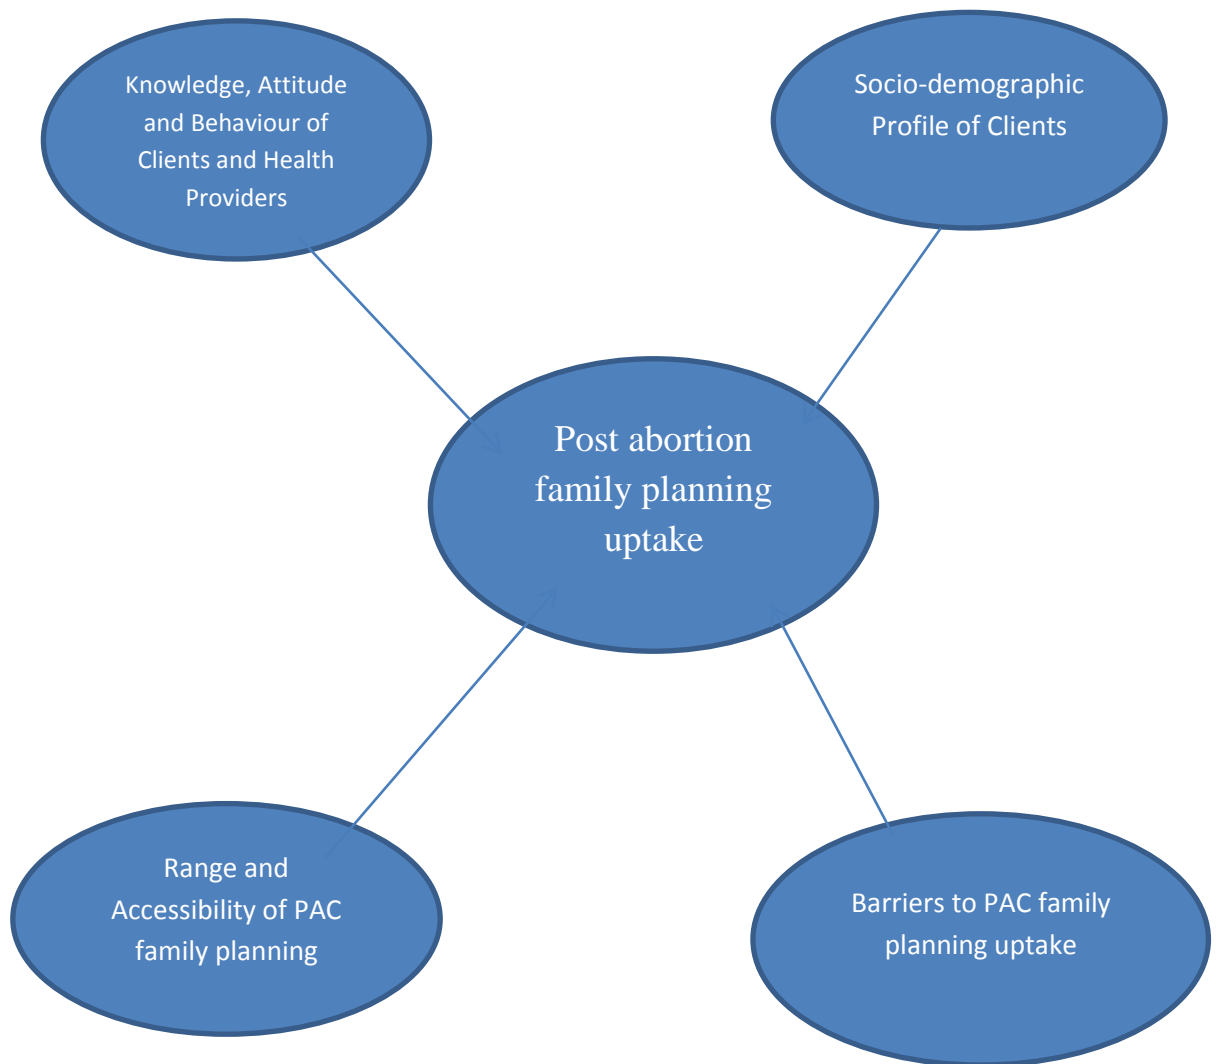 Knowledge, Attitude
and Behaviour of
Clients and Health
Providers
Socio-demographic
Profile of Clients
Post abortion
family planning
uptake
Range and
Accessibility of PAC
family planning
Barriers to PAC family
planning uptake